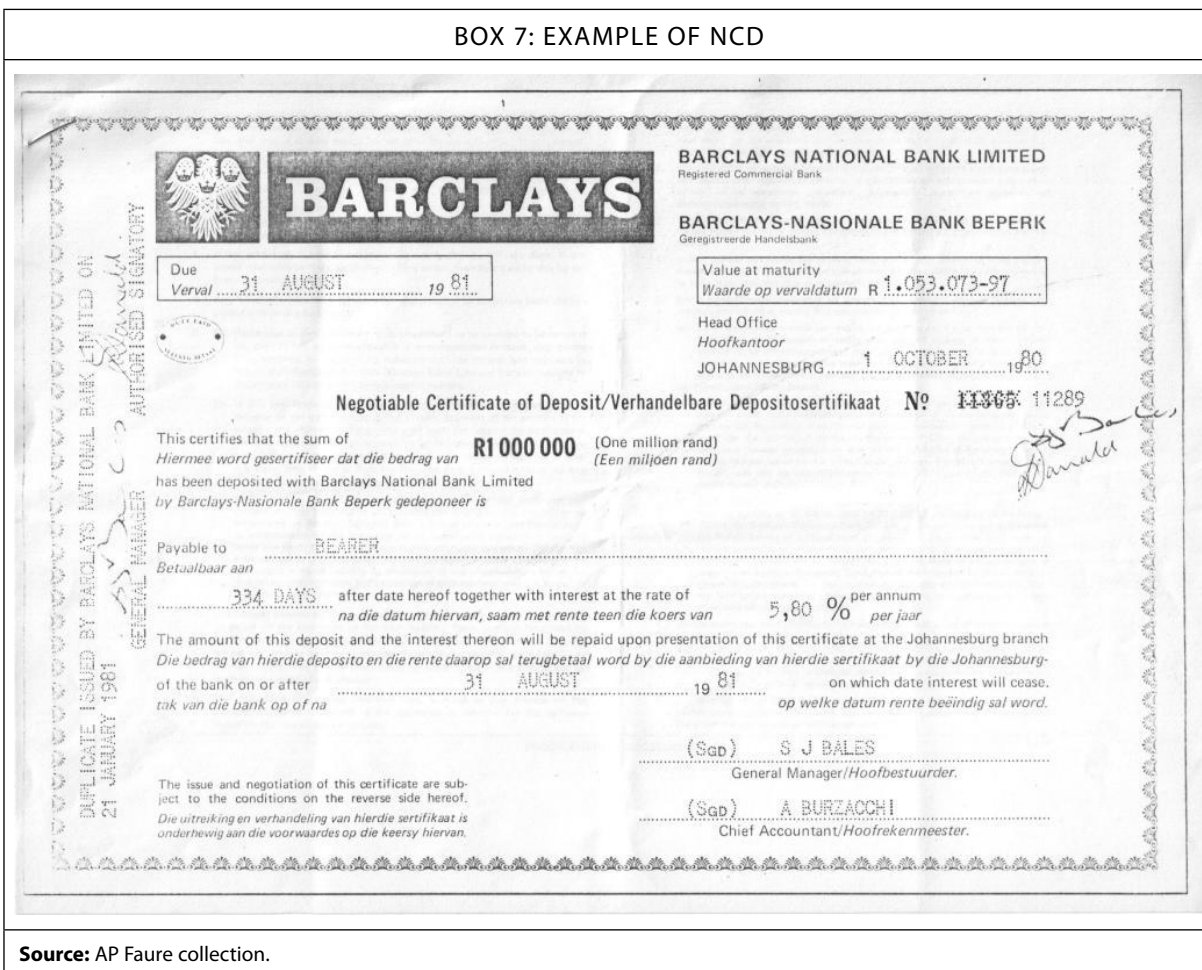 BOX 7: EXAMPLE OF NCD
BARCLAYS
BARCLAYS NATIONAL BANK LIMITED
Registered Commercial Bank
BARCLAYS-NASIONALE BANK BEPERK
Geregistreerde Handelsbank
Due
Verval 31 AUGUST 19 81
Value at maturity
Waarde op vervaldatum R 1.053.073-97
Head Office
Hoofkantoor
JOHANNESBURG 1 OCTOBER 1980
Negotiable Certificate of Deposit/Verhandelbare Depositosertifikaat No 11289
This certifies that the sum of
Hiermee word gesertifiseer dat die bedrag van
R1 000 000
(One million rand)
(Een miljoen rand)
has been deposited with Barclays National Bank Limited
by Barclays-Nasionale Bank Beperk gedeponeer is
Payable to BEARER
Betaalbaar aan
334 DAYS after date hereof together with interest at the rate of
na die datum hiervan, saam met rente teen die koers van
5,80 % per annum
per jaar
The amount of this deposit and the interest thereon will be repaid upon presentation of this certificate at the Johannesburg branch
Die bedrag van hierdie deposito en die rente daarop sal terugbetaal word by die aanbieding van hierdie sertifikaat by die Johannesburg-
of the bank on or after 31 AUGUST 19 81 on which date interest will cease.
tak van die bank op of na op welke datum rente beëindig sal word.
(SGD) S J BALES
General Manager/Hoofbestuurder.
(SGD) A BURZACCHI
Chief Accountant/Hoofrekenmeester.
The issue and negotiation of this certificate are sub-
ject to the conditions on the reverse side hereof.
Die uitreiking en verhandeling van hierdie sertifikaat is
onderhewig aan die voorwaardes op die keersy hiervan.
DUPLICATE ISSUED BY BARCLAYS NATIONAL BANK LIMITED ON
21 JANUARY 1981
GENERAL MANAGER
AUTHORISED SIGNATORY
Source: AP Faure collection.